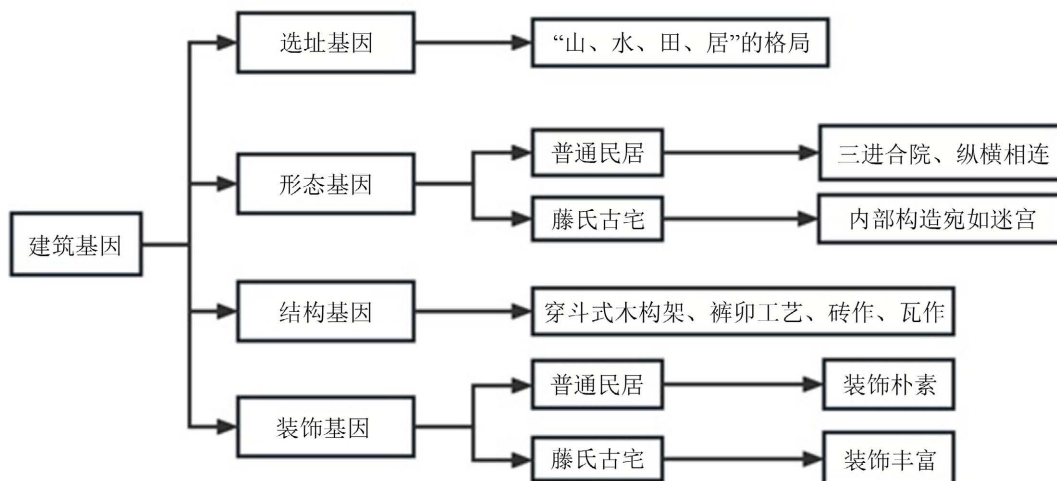 建筑基因
选址基因
“山、水、田、居”的格局
形态基因
普通民居
三进合院、纵横相连
藤氏古宅
内部构造宛如迷宫
结构基因
穿斗式木构架、裤卯工艺、砖作、瓦作
装饰基因
普通民居
装饰朴素
藤氏古宅
装饰丰富